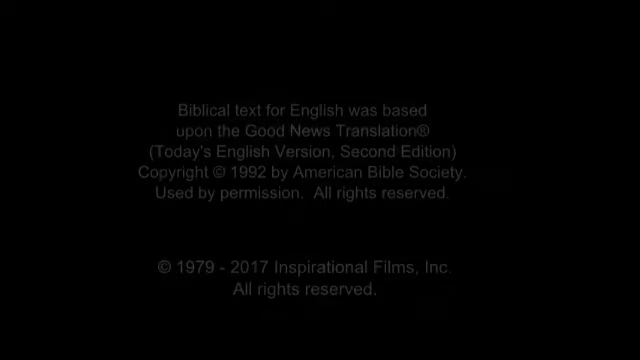 Biblical text for English was based
upon the Good News Translation®
(Today's English Version, Second Edition)
Copyright © 1992 by American Bible Society.
Used by permission.  All rights reserved.
© 1979 - 2017 Inspirational Films, Inc.
All rights reserved.